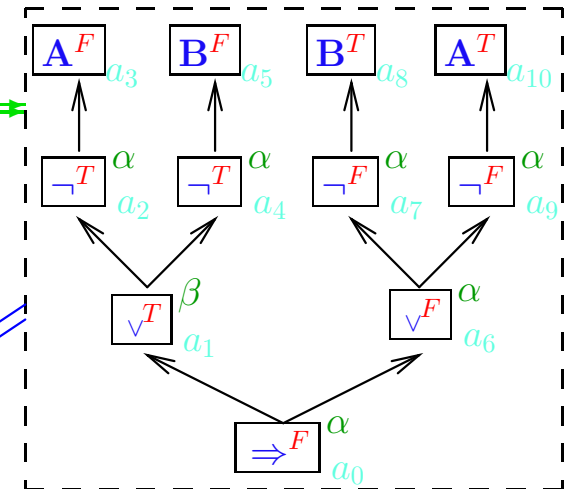 A^F a_3 B^F a_5 B^T a_8 A^T a_10
¬^T α a_2 ¬^T α a_4 ¬^F α a_7 ¬^F α a_9
∨^T β a_1 ∨^F α a_6
⇒^F α a_0